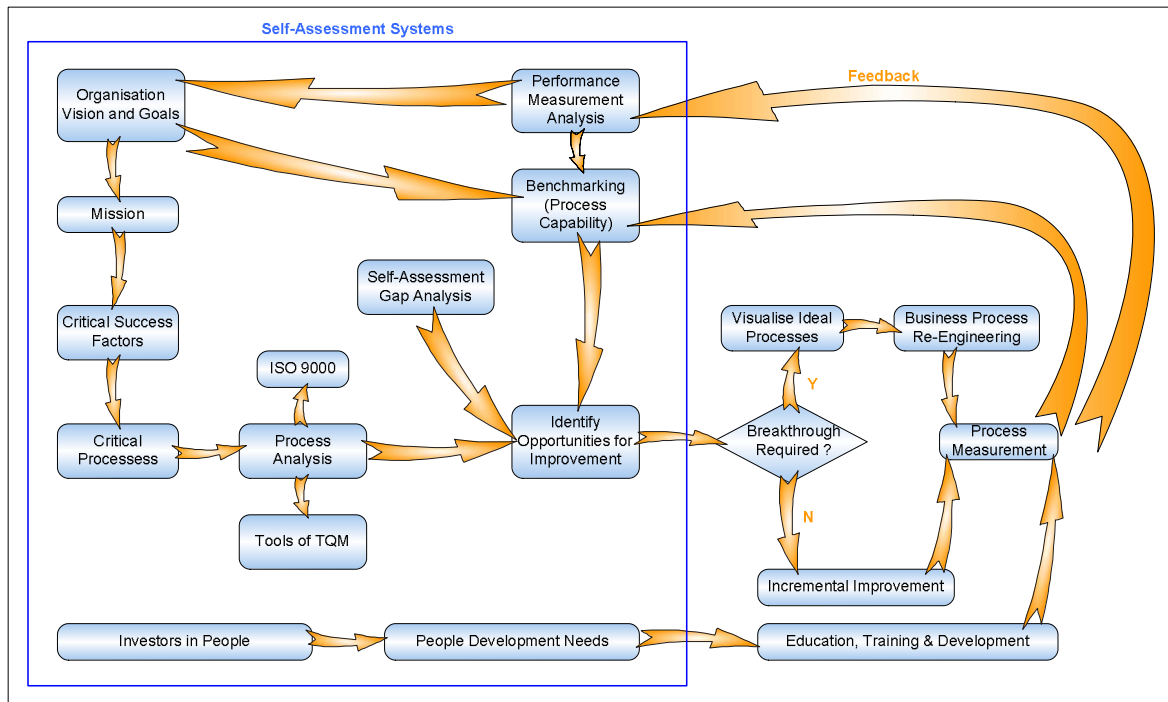 Self-Assessment Systems
Feedback
Organisation
Vision and Goals
Performance
Measurement
Analysis
Mission
Benchmarking
(Process
Capability)
Self-Assessment
Gap Analysis
Critical Success
Factors
Visualise Ideal
Processes
Business Process
Re-Engineering
ISO 9000
Y
Critical
Processess
Process
Analysis
Identify
Opportunities for
Improvement
Breakthrough
Required ?
Process
Measurement
N
Tools of TQM
Incremental Improvement
Investors in People
People Development Needs
Education, Training & Development